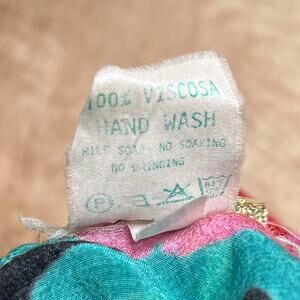 100% VISCOSA
HAND WASH
MILD SOAP. NO SOAKING
NO WRINGING
P